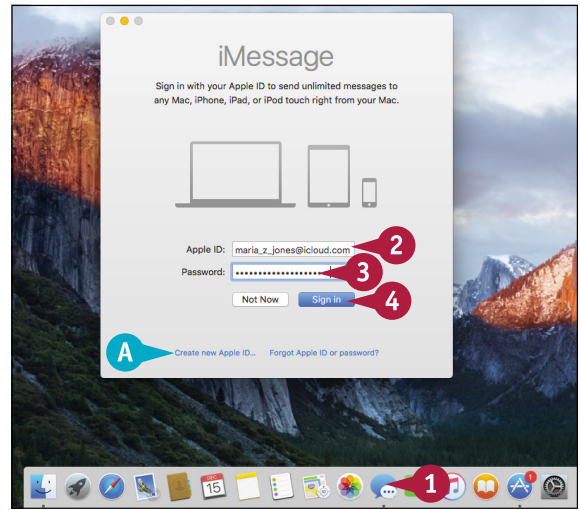 iMessage
Sign in with your Apple ID to send unlimited messages to
any Mac, iPhone, iPad, or iPod touch right from your Mac.
Apple ID: maria_z_jones@icloud.com 2
Password: 3
Not Now Sign in 4
A Create new Apple ID... Forgot Apple ID or password?
DEC
15
1